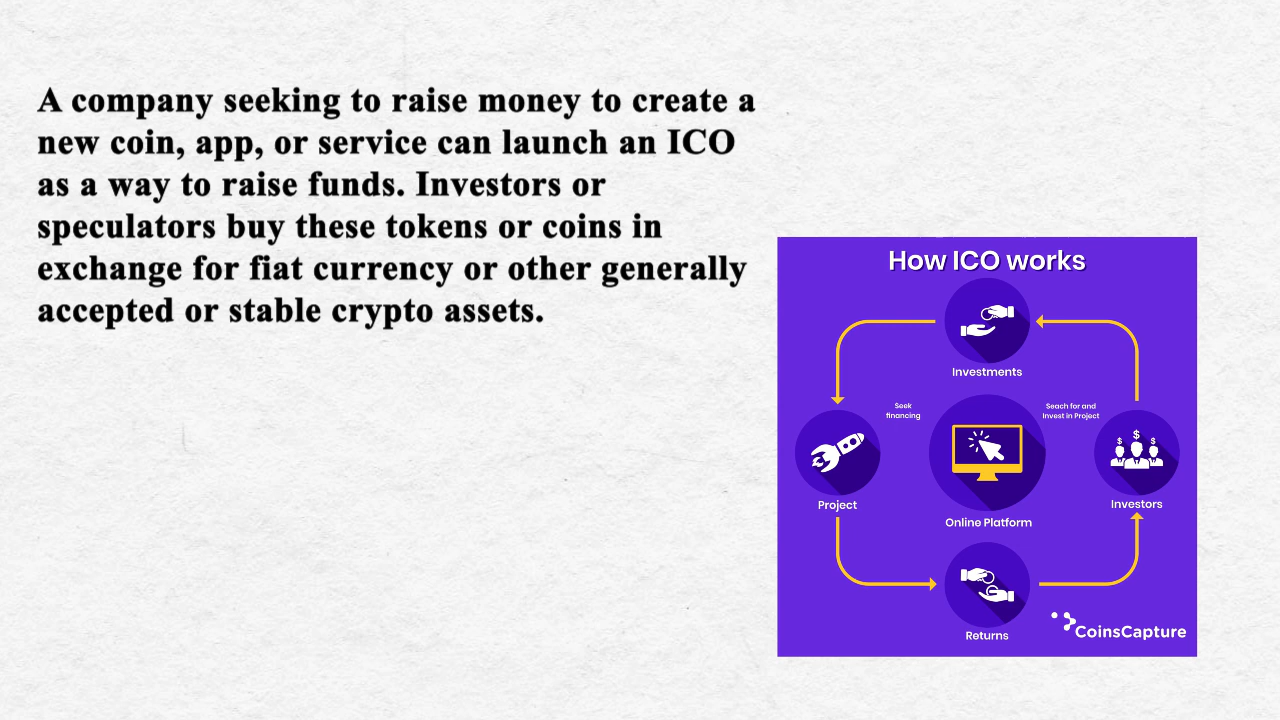 A company seeking to raise money to create a
new coin, app, or service can launch an ICO
as a way to raise funds. Investors or
speculators buy these tokens or coins in
exchange for fiat currency or other generally
accepted or stable crypto assets.
How ICO works
Investments
Seek
financing
Seach for and
Invest in Project
$ $ $
Project
Online Platform
Investors
Returns
CoinsCapture